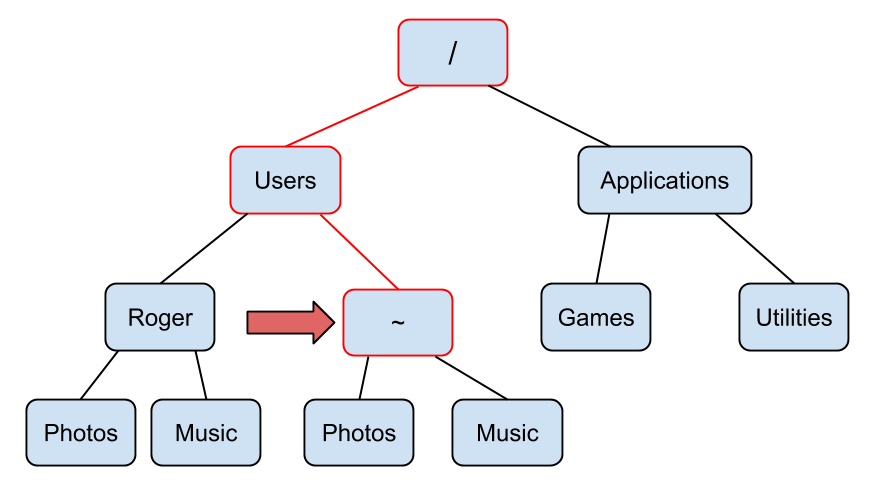 /
Users
Applications
Roger
~
Games
Utilities
Photos
Music
Photos
Music